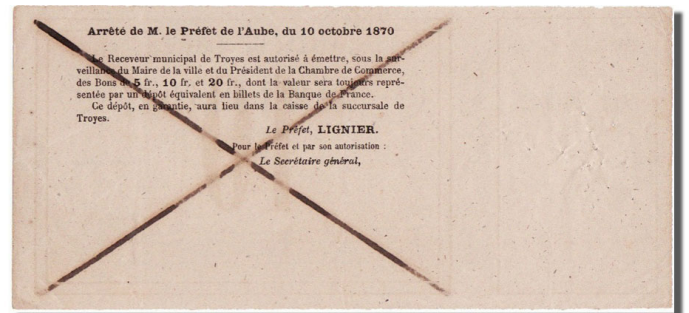 Arrêté de M. le Préfet de l'Aube, du 10 octobre 1870
Le Receveur municipal de Troyes est autorisé à émettre, sous la sur-
veillance du Maire de la ville et du Président de la Chambre de Commerce,
des Bons de 5 fr., 10 fr. et 20 fr., dont la valeur sera toujours repré-
sentée par un dépôt équivalent en billets de la Banque de France.
Ce dépôt, en garantie, aura lieu dans la caisse de la succursale de
Troyes.
Le Préfet, LIGNIER.
Pour le Préfet et par son autorisation :
Le Secrétaire général,